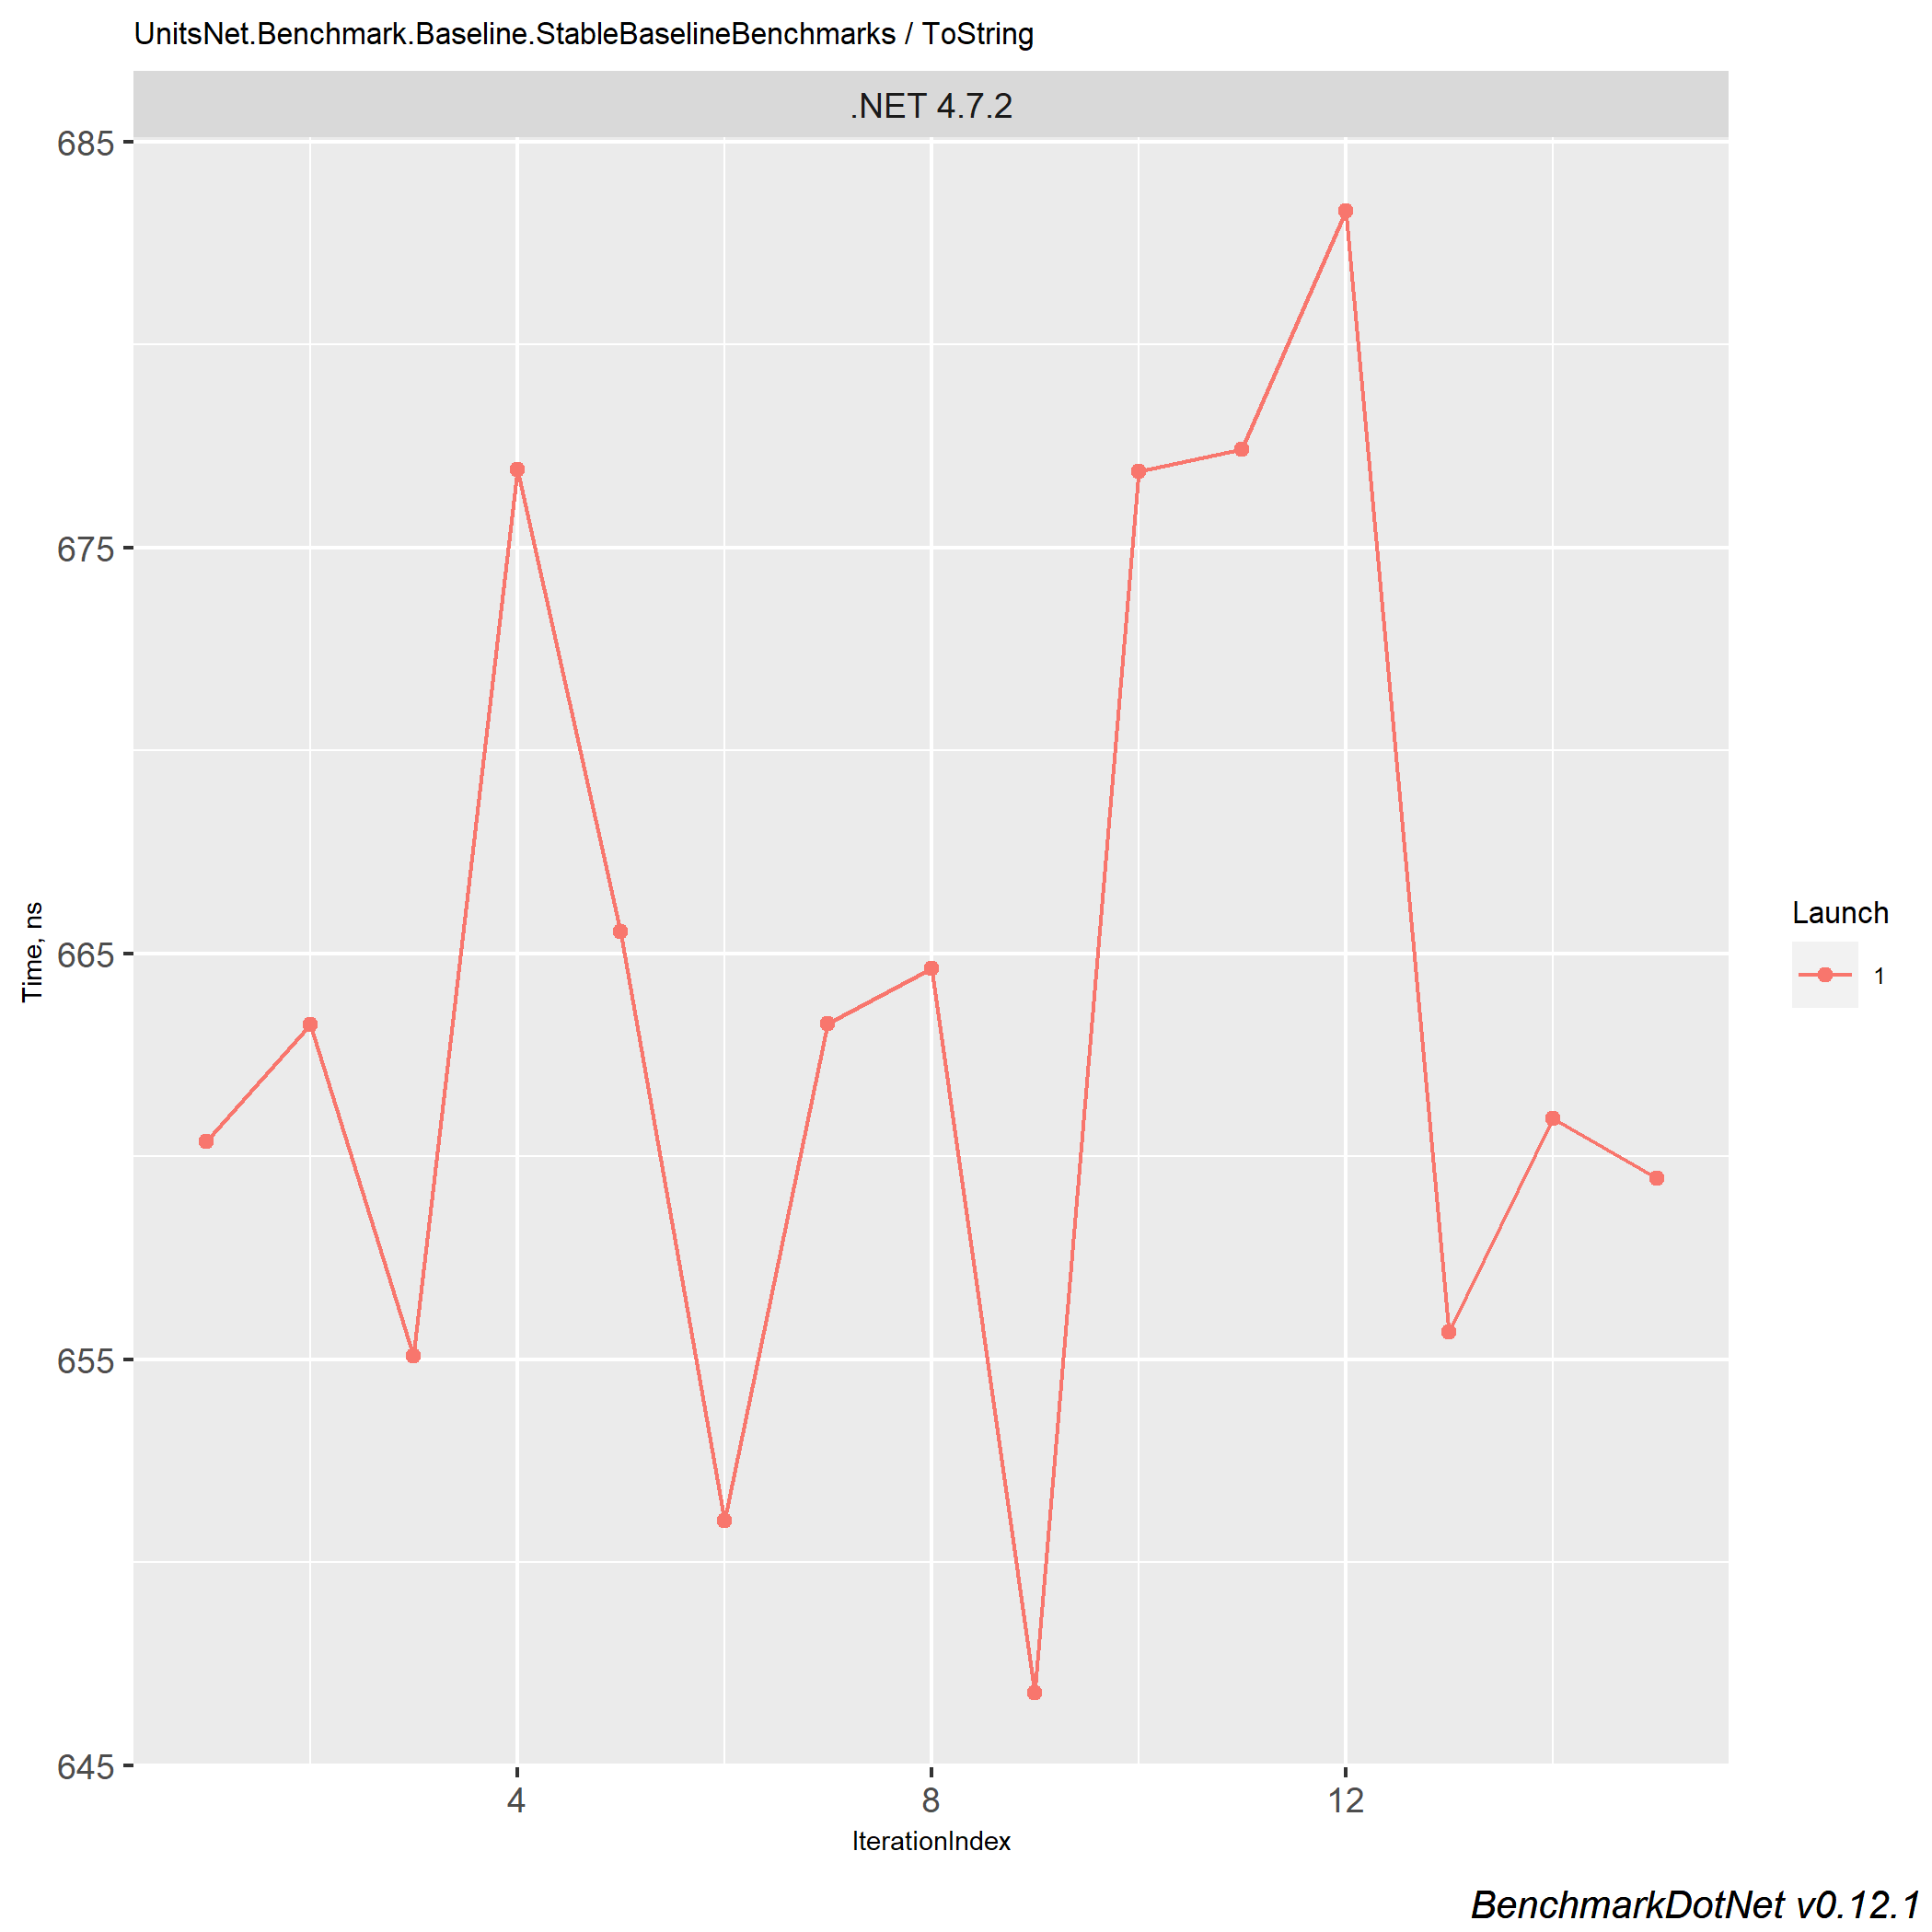 UnitsNet.Benchmark.Baseline.StableBaselineBenchmarks / ToString
.NET 4.7.2
685
675
665
655
645
Time, ns
4 8 12
IterationIndex
Launch
1
BenchmarkDotNet v0.12.1